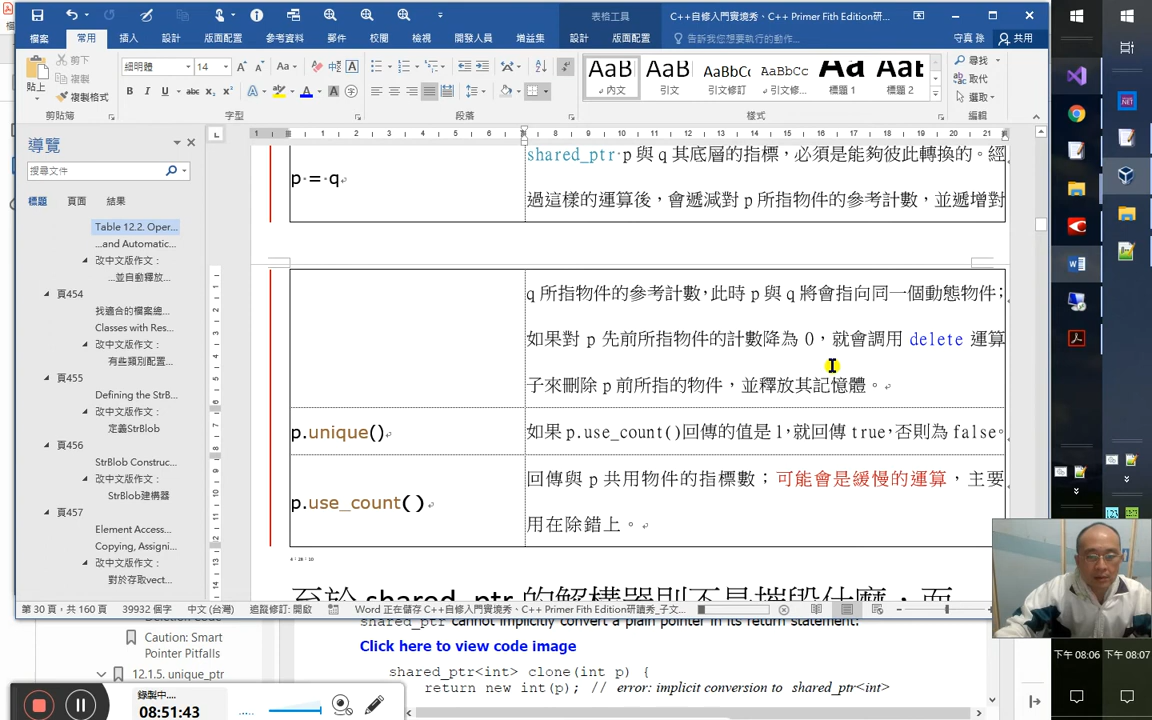 C++自修入門實境秀、C++ Primer Fith Edition研...
表格工具
檔案
常用
插入
設計
版面配置
參考資料
郵件
校閱
檢視
開發人員
增益集
設計
版面配置
告訴我您想要執行的動作...
守真 孫
共用
貼上
剪下
複製
複製格式
剪貼簿
細明體
14
字型
段落
AaB
內文
AaB
引文
AaBbCc
引文修訂
AaBbCc
引文修...
Aa
標題 1
Aat
標題 2
樣式
尋找
取代
選取
編輯
導覽
搜尋文件
標題
頁面
結果
Table 12.2. Oper...
...and Automatic...
改中文版作文：
...並自動釋放...
頁454
找適合的檔案總...
Classes with Res...
改中文版作文：
有些類別配置...
頁455
Defining the StrB...
改中文版作文：
定義StrBlob
頁456
StrBlob Construc...
改中文版作文：
StrBlob建構器
頁457
Element Access...
Copying, Assigni...
改中文版作文：
對於存取vect...
p = q
shared_ptr p 與 q 其底層的指標，必須是能夠彼此轉換的。經
過這樣的運算後，會遞減對 p 所指物件的參考計數，並遞增對
q 所指物件的參考計數，此時 p 與 q 將會指向同一個動態物件；
如果對 p 先前所指物件的計數降為 0，就會調用 delete 運算
子來刪除 p 前所指的物件，並釋放其記憶體。
p.unique()
如果 p.use_count()回傳的值是 1，就回傳 true，否則為 false。
p.use_count()
回傳與 p 共用物件的指標數；可能會是緩慢的運算，主要
用在除錯上。
至於 shared_ptr 的解構器則不是摧毀什麼，而
第 30 頁，共 160 頁
39932 個字
中文 (台灣)
追蹤修訂: 開啟
Word 正在儲存 C++自修入門實境秀、C++ Primer Fith Edition研讀秀_子文...
Deletion Code
Caution: Smart
Pointer Pitfalls
12.1.5. unique_ptr
shared_ptr cannot implicitly convert a plain pointer in its return statement:
Click here to view code image
shared_ptr<int> clone(int p) {
return new int(p); // error: implicit conversion to shared_ptr<int>
錄製中....
08:51:43
下午 08:06
下午 08:07